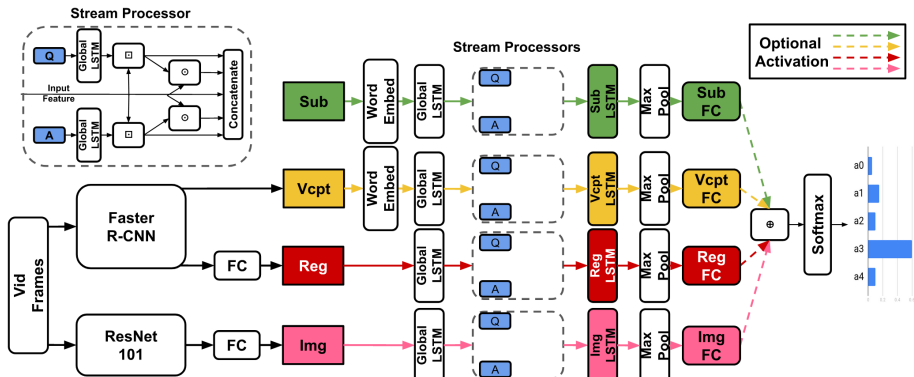 Stream Processor
Q
Global LSTM
⊙
⊙
Input Feature
Concatenate
A
Global LSTM
⊙
⊙
Stream Processors
Optional Activation
Sub
Word Embed
Global LSTM
Q
A
Sub LSTM
Max Pool
Sub FC
Vcpt
Word Embed
Global LSTM
Q
A
Vcpt LSTM
Max Pool
Vcpt FC
Vid Frames
Faster R-CNN
FC
Reg
Global LSTM
Q
A
Reg LSTM
Max Pool
Reg FC
ResNet 101
FC
Img
Global LSTM
Q
A
Img LSTM
Max Pool
Img FC
⊕
Softmax
a0
a1
a2
a3
a4